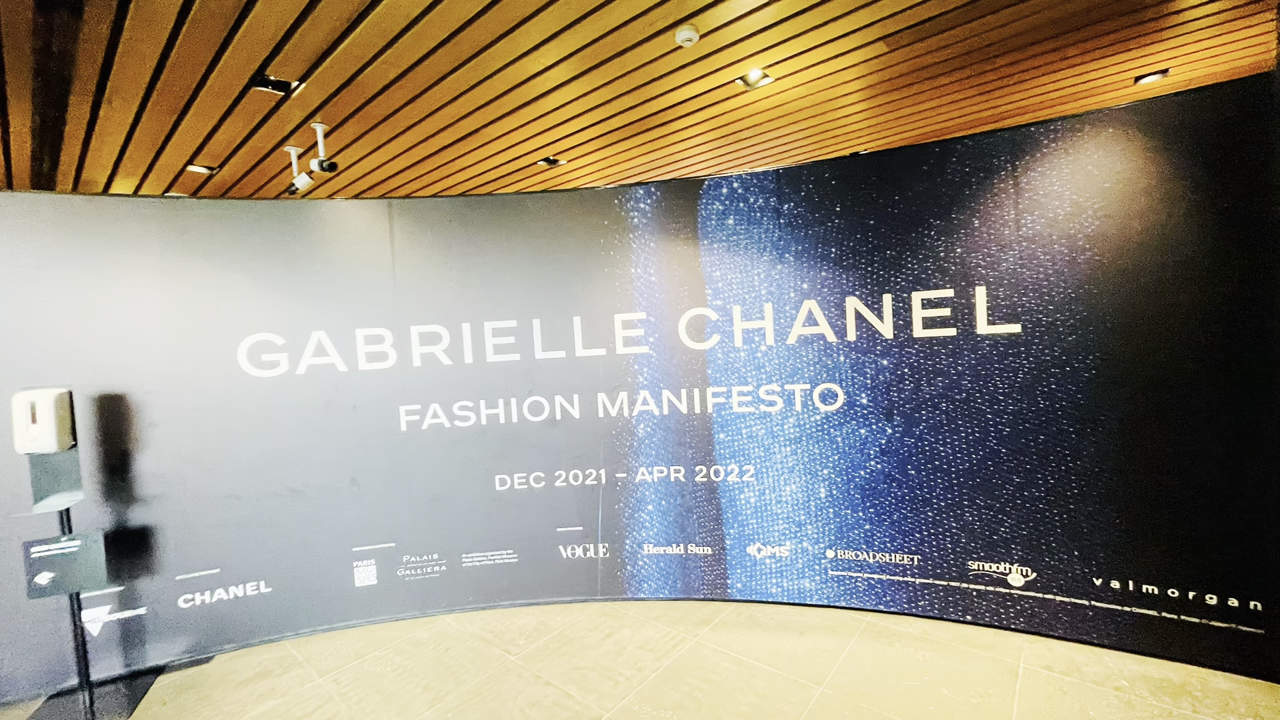 GABRIELLE CHANEL
FASHION MANIFESTO
DEC 2021 – APR 2022
CHANEL
PARIS
PALAIS
GALLIERA
VOGUE
Herald Sun
QMS
BROADSHEET
smoothfm
valmorgan